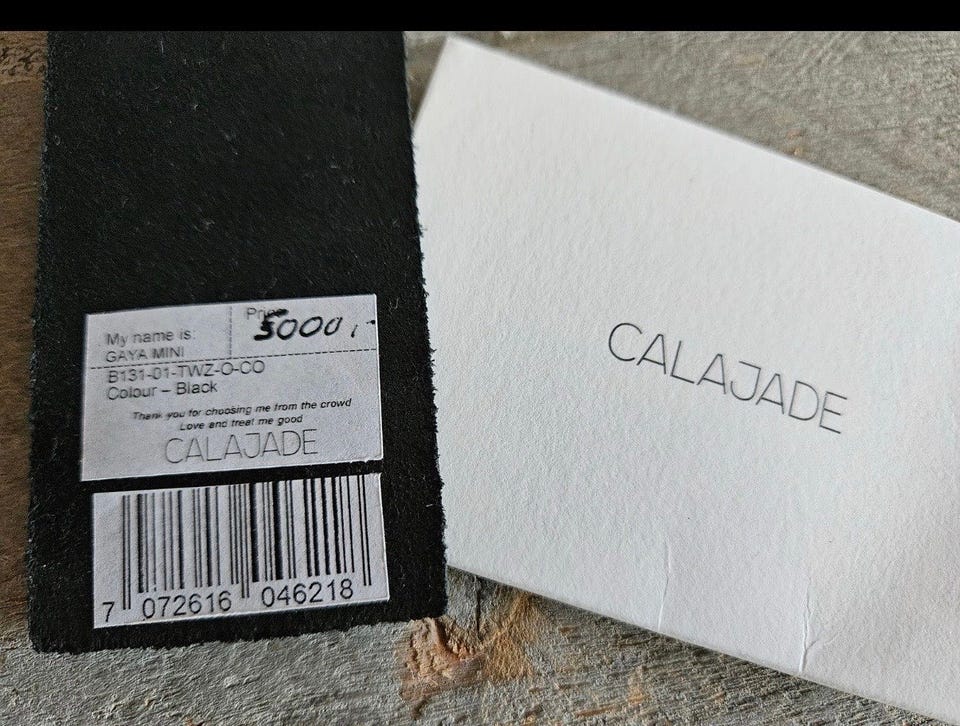 My name is:
GAYA MINI
Price
5000,-
B131-01-TWZ-O-CO
Colour – Black
Thank you for choosing me from the crowd
Love and treat me good
CALAJADE
7 072616 046218
CALAJADE